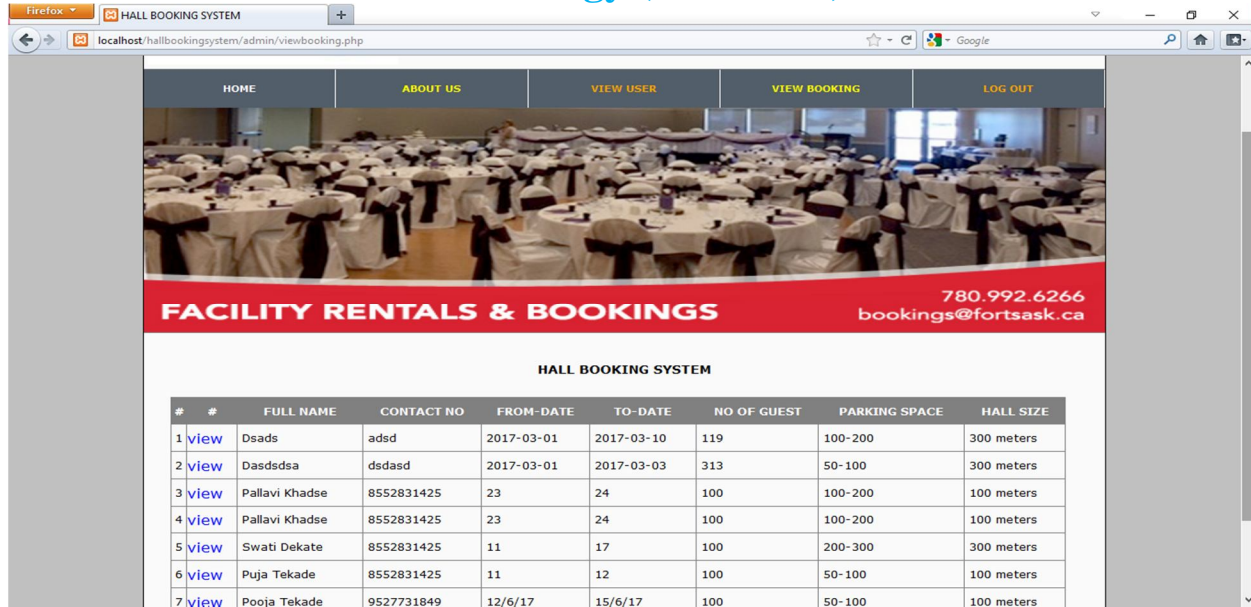 Firefox
HALL BOOKING SYSTEM
localhost/hallbookingsystem/admin/viewbooking.php
Google
HOME ABOUT US VIEW USER VIEW BOOKING LOG OUT
FACILITY RENTALS & BOOKINGS
780.992.6266
bookings@fortsask.ca
HALL BOOKING SYSTEM
# # FULL NAME CONTACT NO FROM-DATE TO-DATE NO OF GUEST PARKING SPACE HALL SIZE
1 view Dsads adsd 2017-03-01 2017-03-10 119 100-200 300 meters
2 view Dasdsdsa dsdasd 2017-03-01 2017-03-03 313 50-100 300 meters
3 view Pallavi Khadse 8552831425 23 24 100 100-200 100 meters
4 view Pallavi Khadse 8552831425 23 24 100 100-200 100 meters
5 view Swati Dekate 8552831425 11 17 100 200-300 300 meters
6 view Puja Tekade 8552831425 11 12 100 50-100 100 meters
7 view Pooja Tekade 9527731849 12/6/17 15/6/17 100 50-100 100 meters